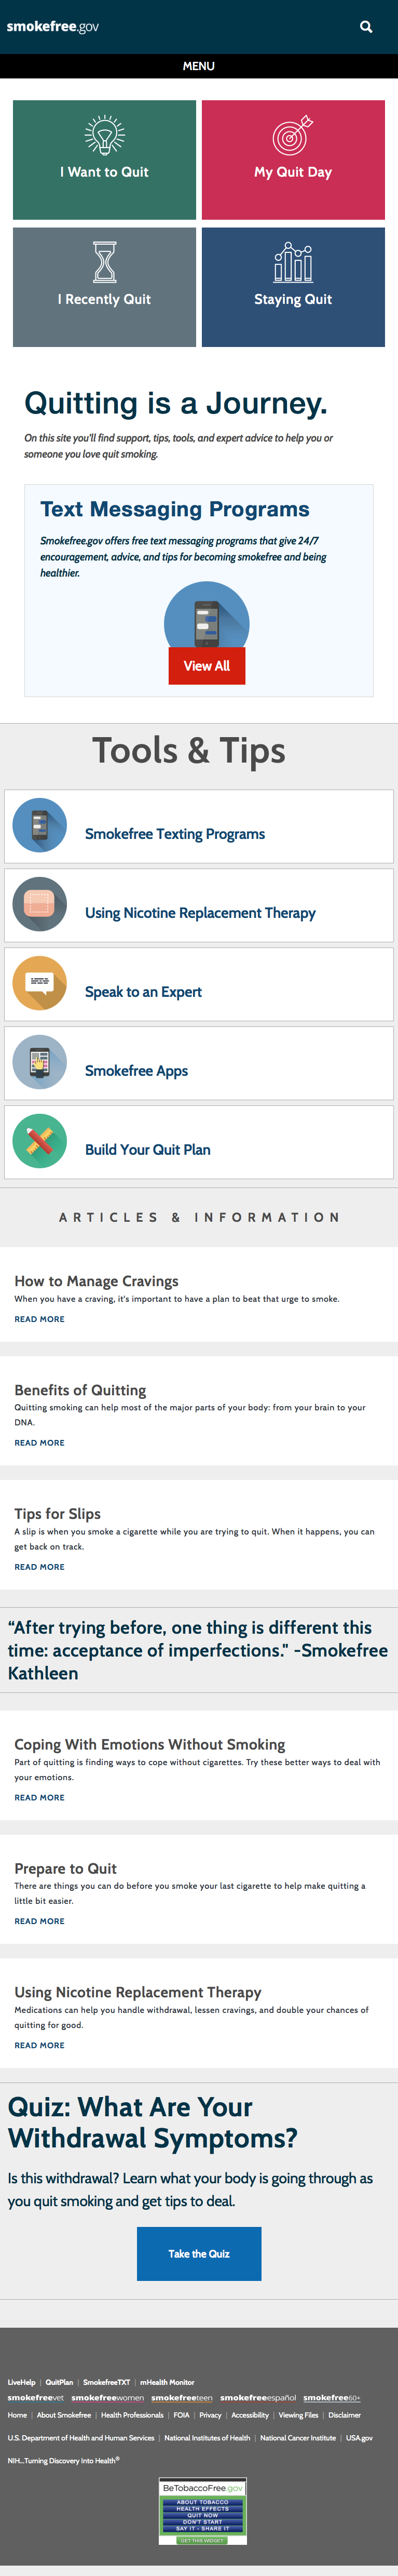 smokefree.gov
MENU
I Want to Quit
My Quit Day
I Recently Quit
Staying Quit
Quitting is a Journey.
On this site you'll find support, tips, tools, and expert advice to help you or
someone you love quit smoking.
Text Messaging Programs
Smokefree.gov offers free text messaging programs that give 24/7
encouragement, advice, and tips for becoming smokefree and being
healthier.
View All
Tools & Tips
Smokefree Texting Programs
Using Nicotine Replacement Therapy
Speak to an Expert
Smokefree Apps
Build Your Quit Plan
ARTICLES & INFORMATION
How to Manage Cravings
When you have a craving, it's important to have a plan to beat that urge to smoke.
READ MORE
Benefits of Quitting
Quitting smoking can help most of the major parts of your body: from your brain to your
DNA.
READ MORE
Tips for Slips
A slip is when you smoke a cigarette while you are trying to quit. When it happens, you can
get back on track.
READ MORE
“After trying before, one thing is different this
time: acceptance of imperfections." -Smokefree
Kathleen
Coping With Emotions Without Smoking
Part of quitting is finding ways to cope without cigarettes. Try these better ways to deal with
your emotions.
READ MORE
Prepare to Quit
There are things you can do before you smoke your last cigarette to help make quitting a
little bit easier.
READ MORE
Using Nicotine Replacement Therapy
Medications can help you handle withdrawal, lessen cravings, and double your chances of
quitting for good.
READ MORE
Quiz: What Are Your
Withdrawal Symptoms?
Is this withdrawal? Learn what your body is going through as
you quit smoking and get tips to deal.
Take the Quiz
LiveHelp | QuitPlan | SmokefreeTXT | mHealth Monitor
smokefreevet smokefreewomen smokefreeteen smokefreeespañol smokefree60+
Home | About Smokefree | Health Professionals | FOIA | Privacy | Accessibility | Viewing Files | Disclaimer
U.S. Department of Health and Human Services | National Institutes of Health | National Cancer Institute | USA.gov
NIH...Turning Discovery Into Health®
BeTobaccoFree.gov
ABOUT TOBACCO
HEALTH EFFECTS
QUIT NOW
DON'T START
SAY IT - SHARE IT
GET THIS WIDGET